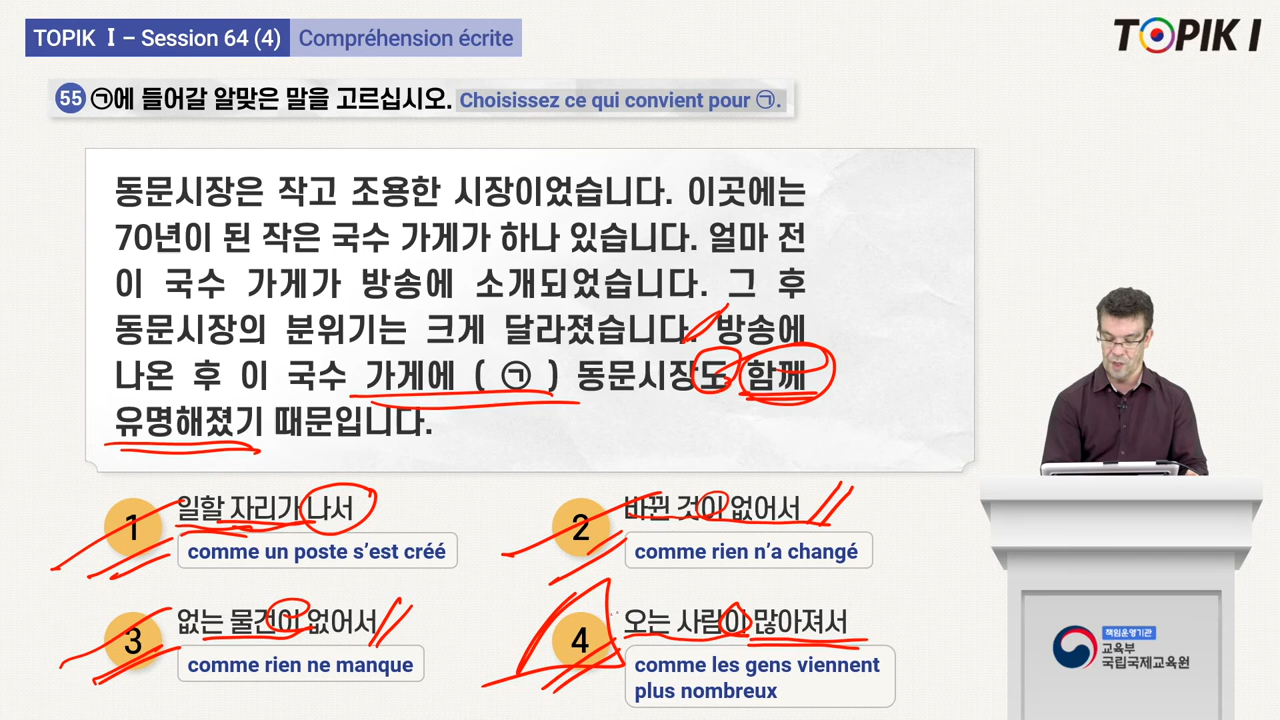 TOPIK Ⅰ – Session 64 (4) Compréhension écrite
TOPIK I
55 ㉠에 들어갈 알맞은 말을 고르십시오. Choisissez ce qui convient pour ㉠.
동문시장은 작고 조용한 시장이었습니다. 이곳에는
70년이 된 작은 국수 가게가 하나 있습니다. 얼마 전
이 국수 가게가 방송에 소개되었습니다. 그 후
동문시장의 분위기는 크게 달라졌습니다. 방송에
나온 후 이 국수 가게에 ( ㉠ ) 동문시장도 함께
유명해졌기 때문입니다.
1 일할 자리가 나서
comme un poste s’est créé
2 바뀐 것이 없어서
comme rien n’a changé
3 없는 물건이 없어서
comme rien ne manque
4 오는 사람이 많아져서
comme les gens viennent
plus nombreux
책임운영기관
교육부
국립국제교육원